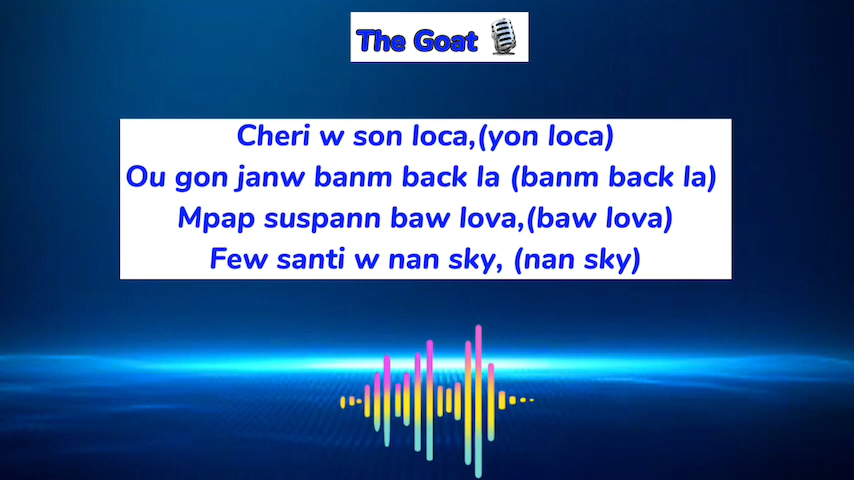 The Goat
Cheri w son loca,(yon loca)
Ou gon janw banm back la (banm back la)
Mpap suspann baw lova,(baw lova)
Few santi w nan sky, (nan sky)